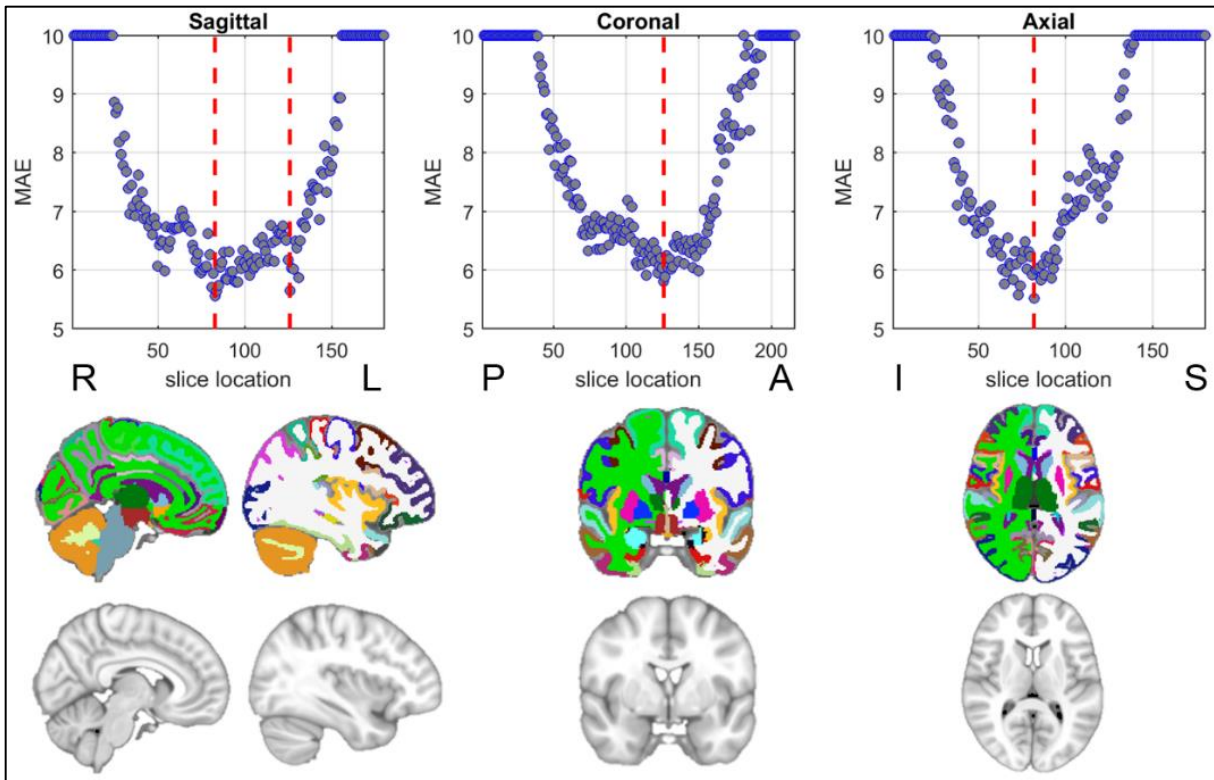 Sagittal Coronal Axial
10 10 10
9 9 9
8 8 8
7 7 7
6 6 6
5 5 5
MAE MAE MAE
50 100 150 50 100 150 200 50 100 150
R slice location L P slice location A I slice location S